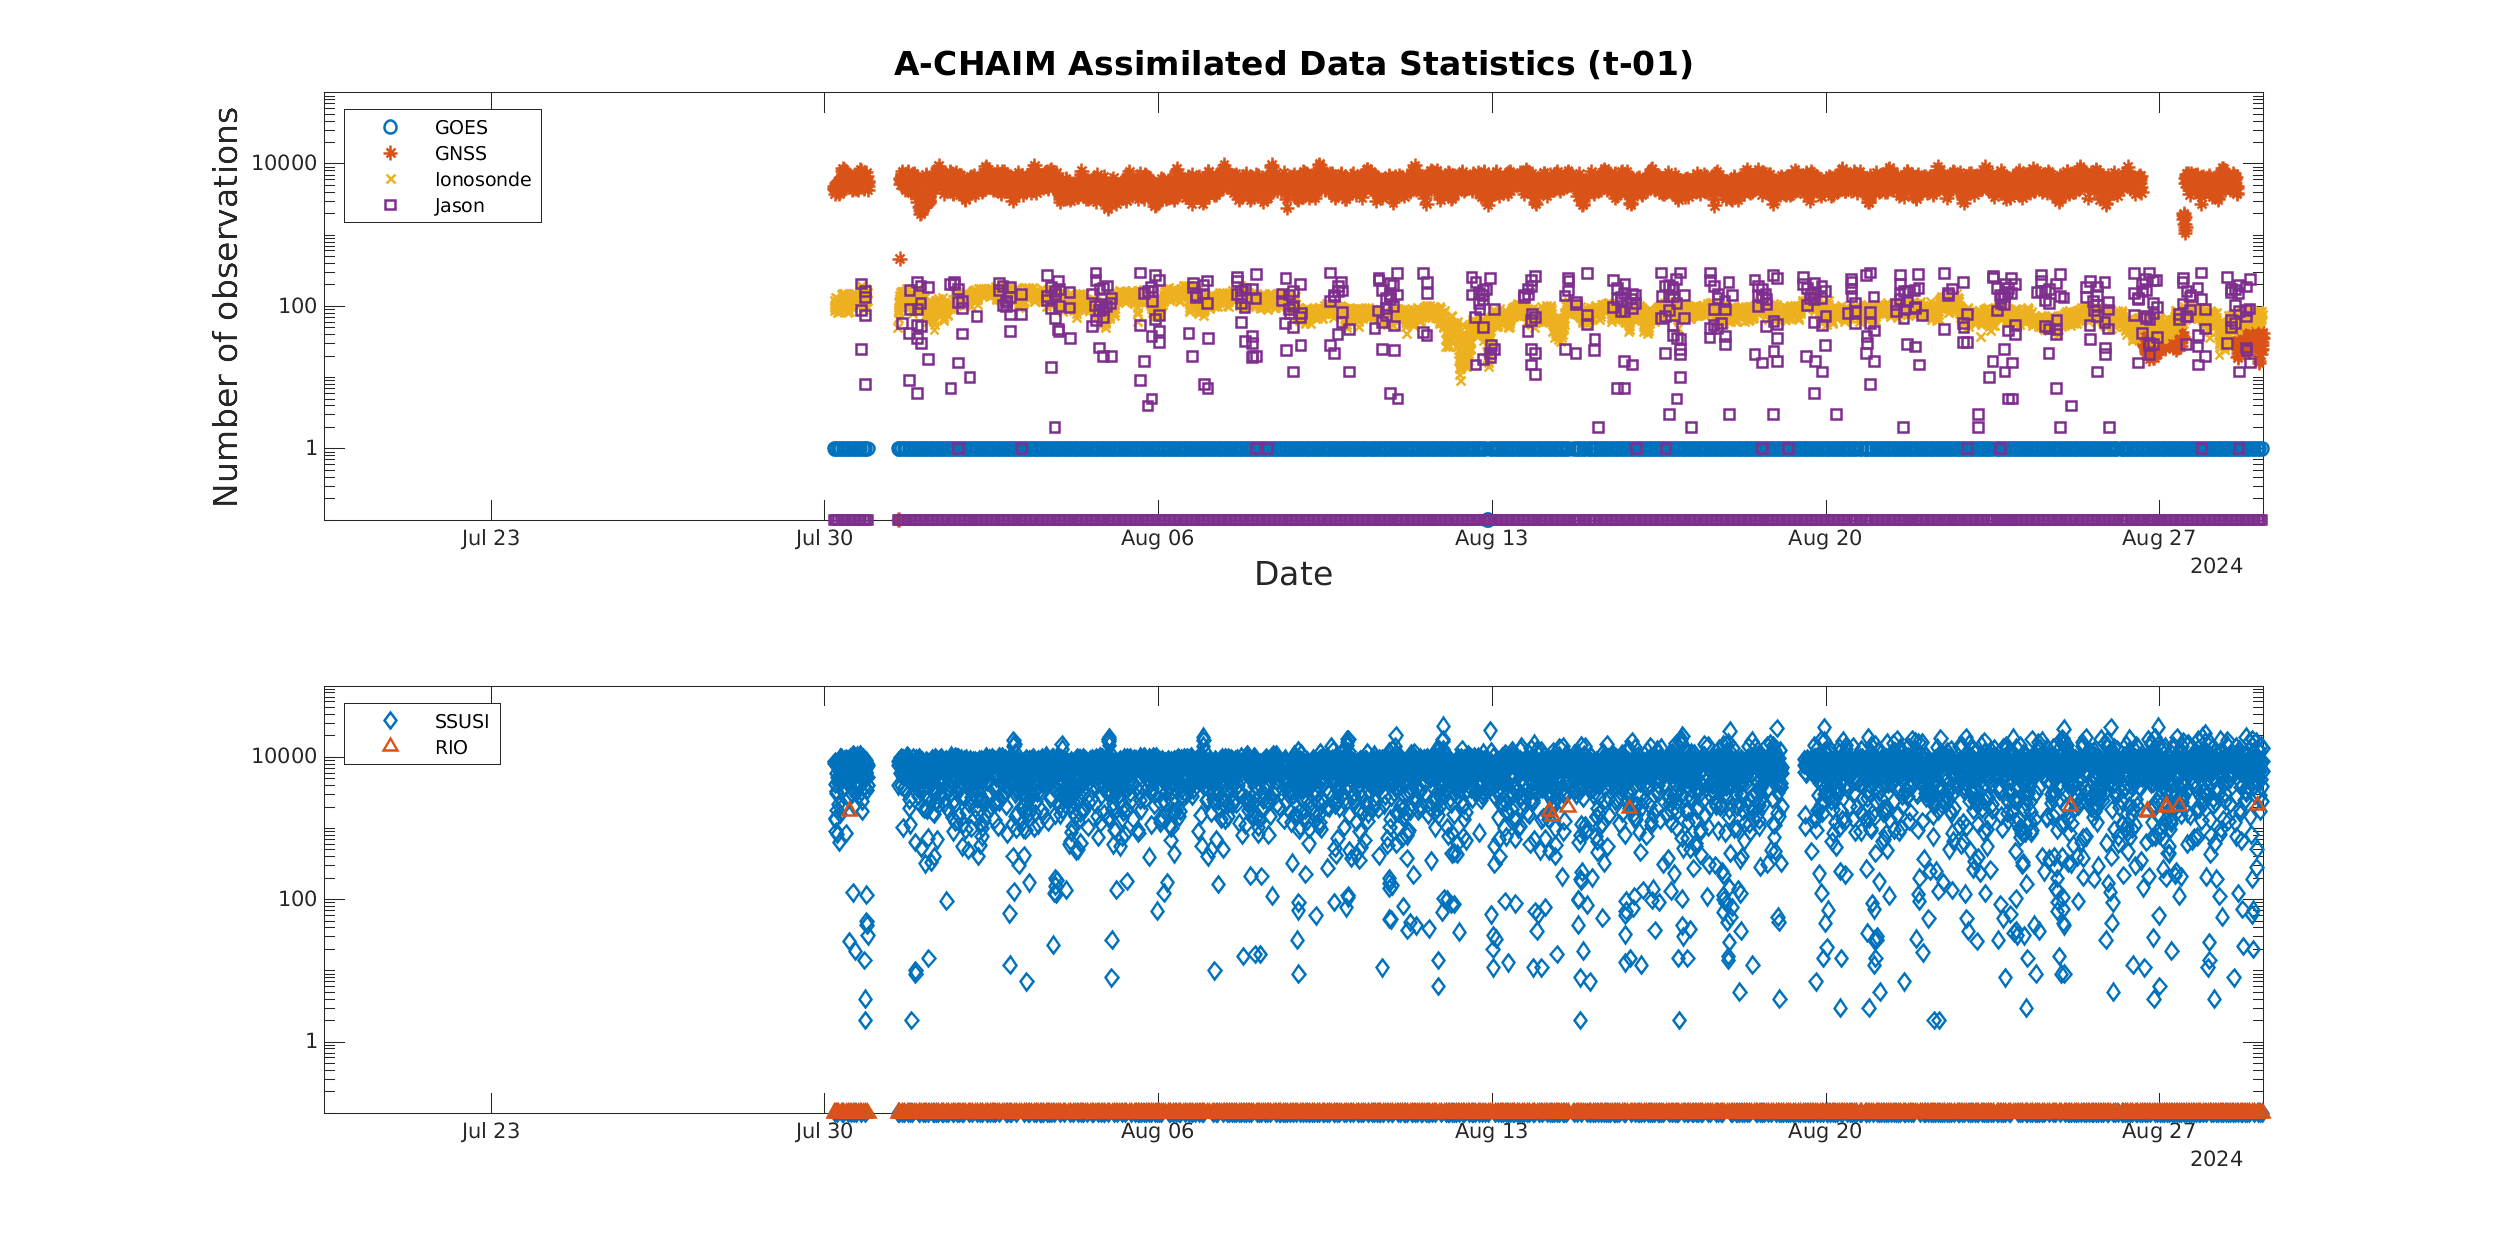 A-CHAIM Assimilated Data Statistics (t-01)
Number of observations
10000
100
1
GOES
GNSS
Ionosonde
Jason
Jul 23
Jul 30
Aug 06
Aug 13
Aug 20
Aug 27
2024
Date
10000
100
1
SSUSI
RIO
Jul 23
Jul 30
Aug 06
Aug 13
Aug 20
Aug 27
2024